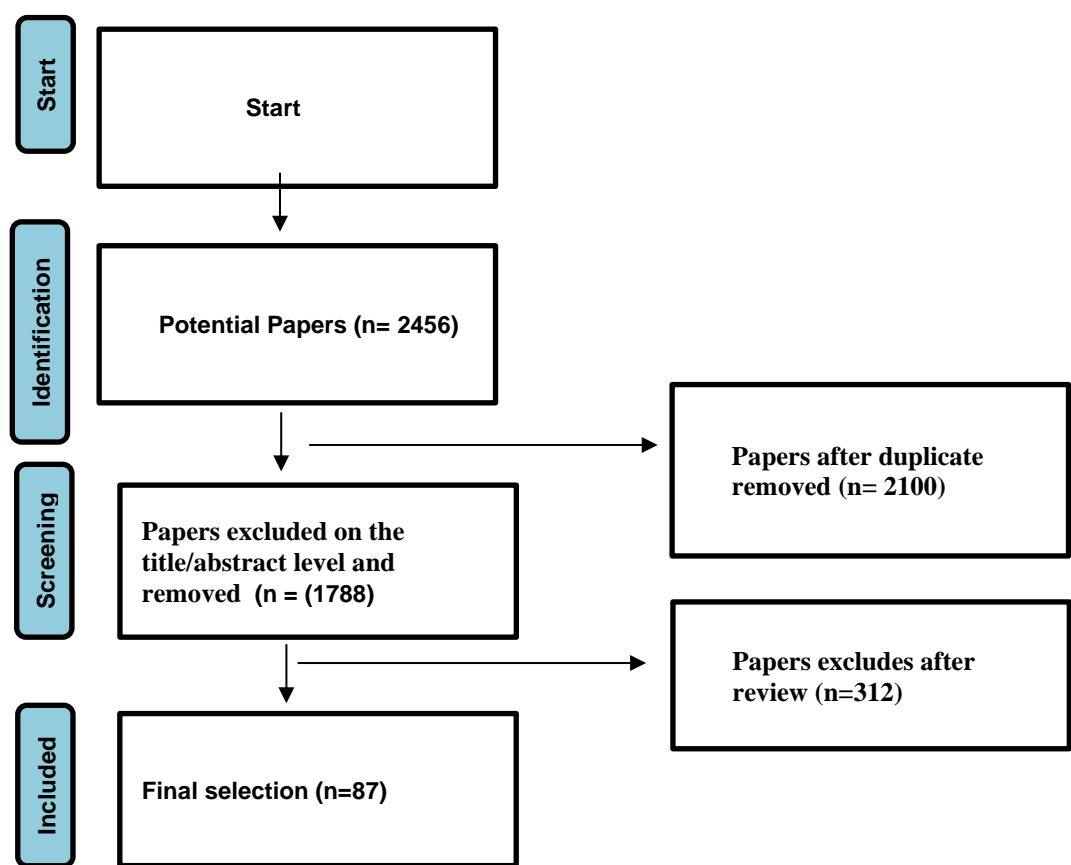 Start
Start
Identification
Potential Papers (n= 2456)
Papers after duplicate
removed (n= 2100)
Screening
Papers excluded on the
title/abstract level and
removed (n = (1788)
Papers excludes after
review (n=312)
Included
Final selection (n=87)